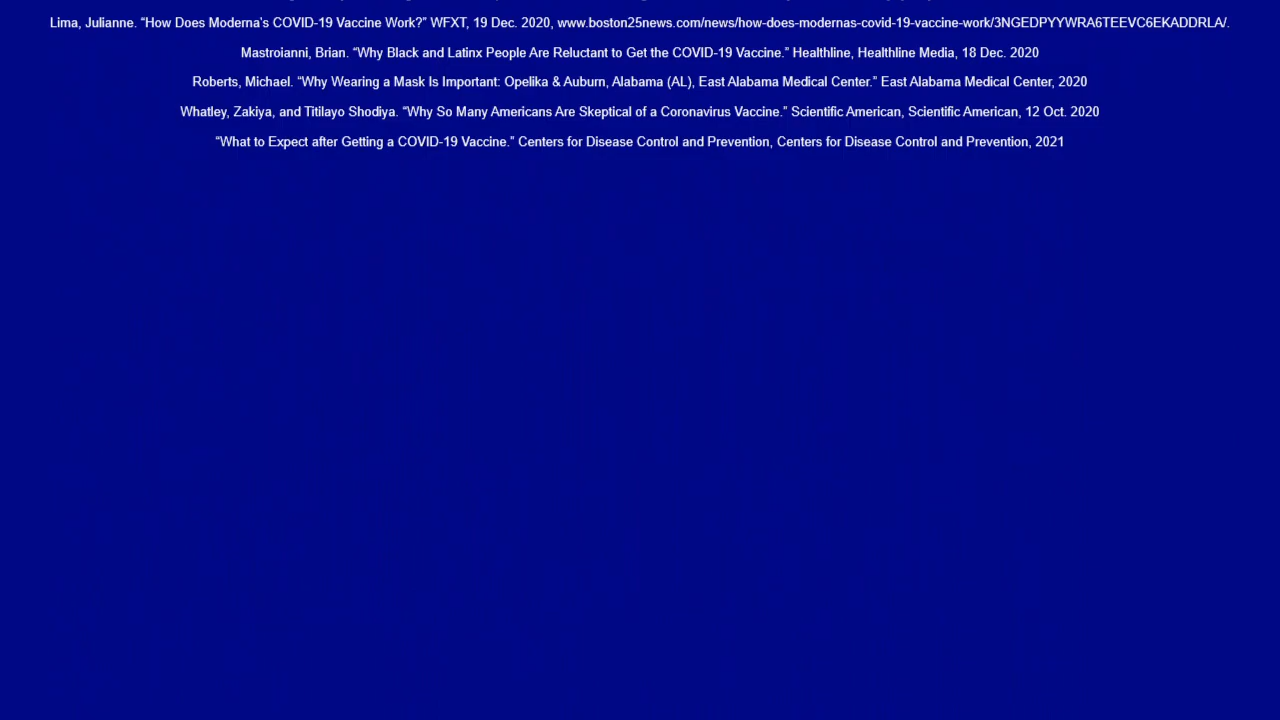 Lima, Julianne. “How Does Moderna's COVID-19 Vaccine Work?” WFXT, 19 Dec. 2020, www.boston25news.com/news/how-does-modernas-covid-19-vaccine-work/3NGEDPYYWRA6TEEVC6EKADDRLA/.
Mastroianni, Brian. “Why Black and Latinx People Are Reluctant to Get the COVID-19 Vaccine.” Healthline, Healthline Media, 18 Dec. 2020
Roberts, Michael. “Why Wearing a Mask Is Important: Opelika & Auburn, Alabama (AL), East Alabama Medical Center.” East Alabama Medical Center, 2020
Whatley, Zakiya, and Titilayo Shodiya. “Why So Many Americans Are Skeptical of a Coronavirus Vaccine.” Scientific American, Scientific American, 12 Oct. 2020
“What to Expect after Getting a COVID-19 Vaccine.” Centers for Disease Control and Prevention, Centers for Disease Control and Prevention, 2021